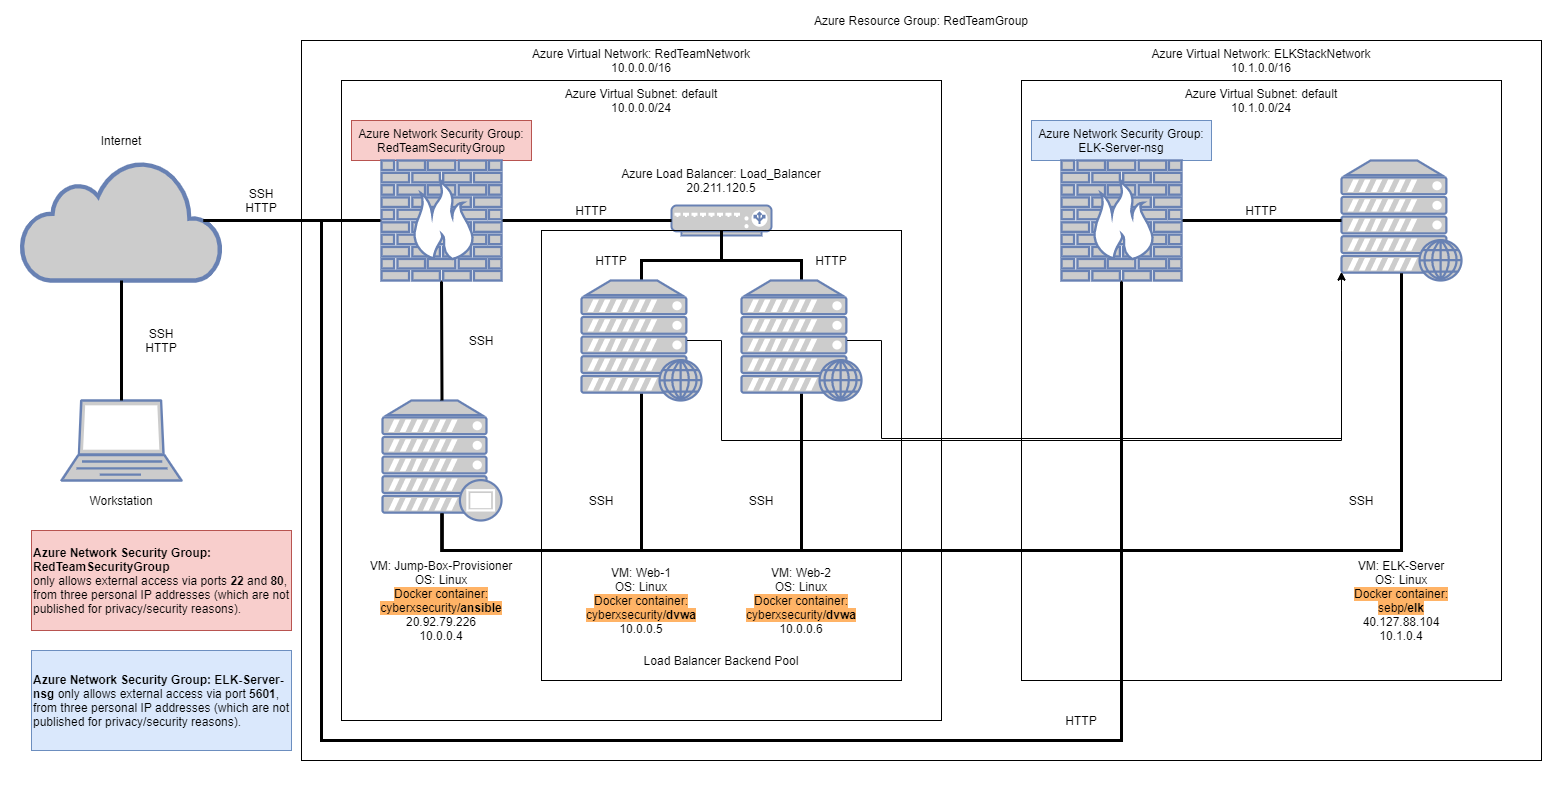 Azure Resource Group: RedTeamGroup
Azure Virtual Network: RedTeamNetwork
10.0.0.0/16
Azure Virtual Network: ELKStackNetwork
10.1.0.0/16
Azure Virtual Subnet: default
10.0.0.0/24
Azure Virtual Subnet: default
10.1.0.0/24
Azure Network Security Group:
RedTeamSecurityGroup
Azure Network Security Group:
ELK-Server-nsg
Internet
Azure Load Balancer: Load_Balancer
20.211.120.5
SSH
HTTP
HTTP
HTTP
HTTP
HTTP
SSH
HTTP
SSH
SSH
SSH
SSH
Workstation
Azure Network Security Group:
RedTeamSecurityGroup
only allows external access via ports 22 and 80,
from three personal IP addresses (which are not
published for privacy/security reasons).
VM: Jump-Box-Provisioner
OS: Linux
Docker container:
cyberxsecurity/ansible
20.92.79.226
10.0.0.4
VM: Web-1
OS: Linux
Docker container:
cyberxsecurity/dvwa
10.0.0.5
VM: Web-2
OS: Linux
Docker container:
cyberxsecurity/dvwa
10.0.0.6
VM: ELK-Server
OS: Linux
Docker container:
sebp/elk
40.127.88.104
10.1.0.4
Load Balancer Backend Pool
Azure Network Security Group: ELK-Server-
nsg only allows external access via port 5601,
from three personal IP addresses (which are not
published for privacy/security reasons).
HTTP